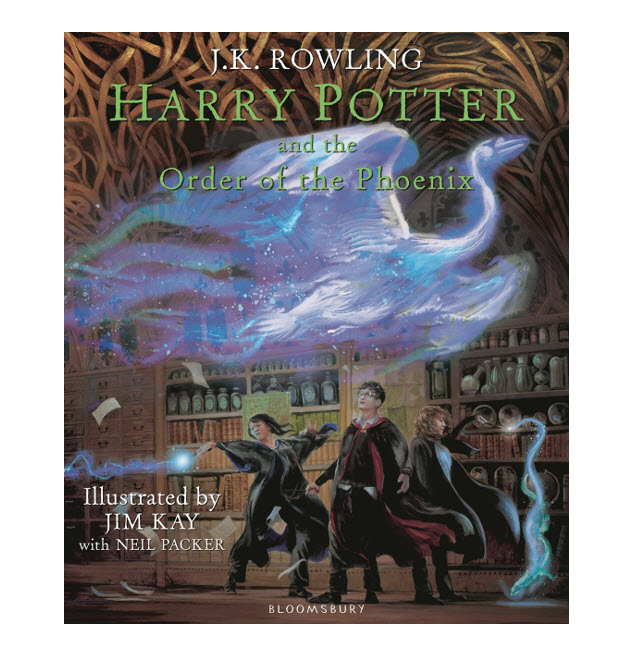 J.K. ROWLING
HARRY POTTER
and the
Order of the Phoenix
Illustrated by
JIM KAY
with NEIL PACKER
BLOOMSBURY